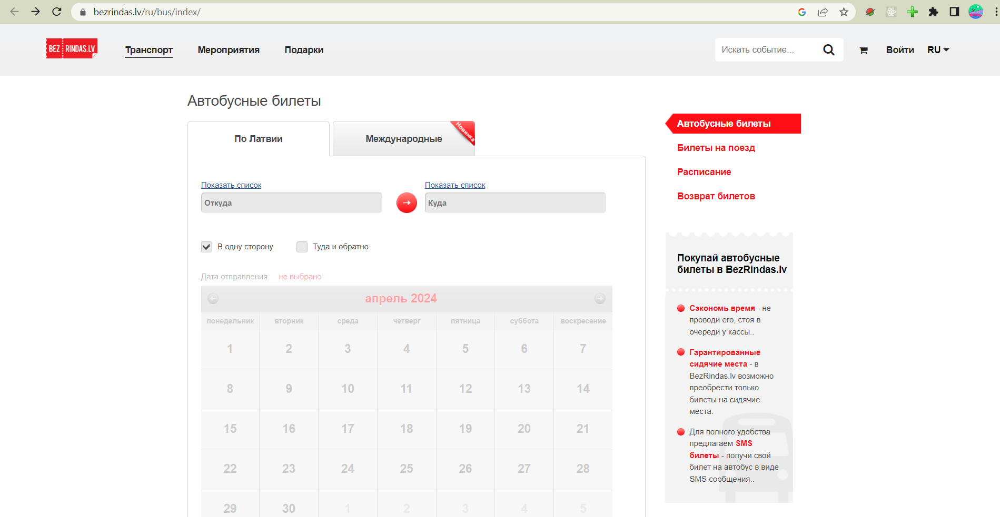 bezrindas.lv/ru/bus/index/
BEZ RINDAS.LV
Транспорт
Мероприятия
Подарки
Искать событие...
Войти
RU
Автобусные билеты
По Латвии
Международные
Новинка
Показать список
Показать список
Откуда
Куда
В одну сторону
Туда и обратно
Дата отправления: не выбрано
апрель 2024
понедельник вторник среда четверг пятница суббота воскресение
1 2 3 4 5 6 7
8 9 10 11 12 13 14
15 16 17 18 19 20 21
22 23 24 25 26 27 28
29 30 1 2 3 4 5
Автобусные билеты
Билеты на поезд
Расписание
Возврат билетов
Покупай автобусные
билеты в BezRindas.lv
Сэкономь время - не
проводи его, стоя в
очереди у кассы..
Гарантированные
сидячие места - в
BezRindas.lv возможно
преобрести только
билеты на сидячие
места.
Для полного удобства
предлагаем SMS
билеты - получи свой
билет на автобус в виде
SMS сообщения..